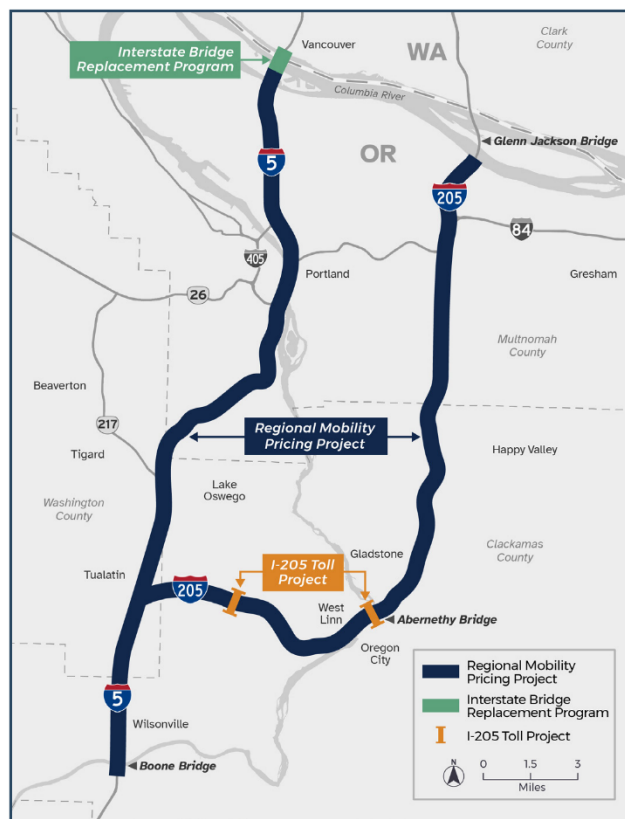 Interstate Bridge
Replacement Program
Vancouver
WA
Clark
County
Columbia River
Glenn Jackson Bridge
OR
5
205
84
405
Portland
Gresham
26
Multnomah
County
Beaverton
217
Regional Mobility
Pricing Project
Happy Valley
Tigard
Lake
Oswego
Washington
County
Clackamas
County
Gladstone
I-205 Toll
Project
Tualatin
205
West
Linn
Abernethy Bridge
Oregon
City
5
Wilsonville
Boone Bridge
Regional Mobility
Pricing Project
Interstate Bridge
Replacement Program
I-205 Toll Project
N
0 1.5 3
Miles